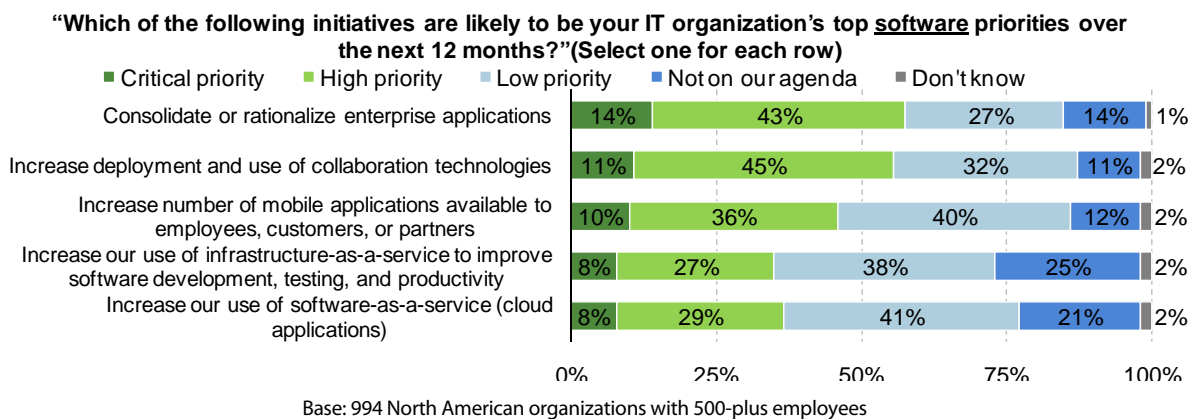 “Which of the following initiatives are likely to be your IT organization’s top software priorities over
the next 12 months?”(Select one for each row)
Critical priority High priority Low priority Not on our agenda Don't know
Consolidate or rationalize enterprise applications 14% 43% 27% 14% 1%
Increase deployment and use of collaboration technologies 11% 45% 32% 11% 2%
Increase number of mobile applications available to
employees, customers, or partners 10% 36% 40% 12% 2%
Increase our use of infrastructure-as-a-service to improve
software development, testing, and productivity 8% 27% 38% 25% 2%
Increase our use of software-as-a-service (cloud
applications) 8% 29% 41% 21% 2%
0% 25% 50% 75% 100%
Base: 994 North American organizations with 500-plus employees